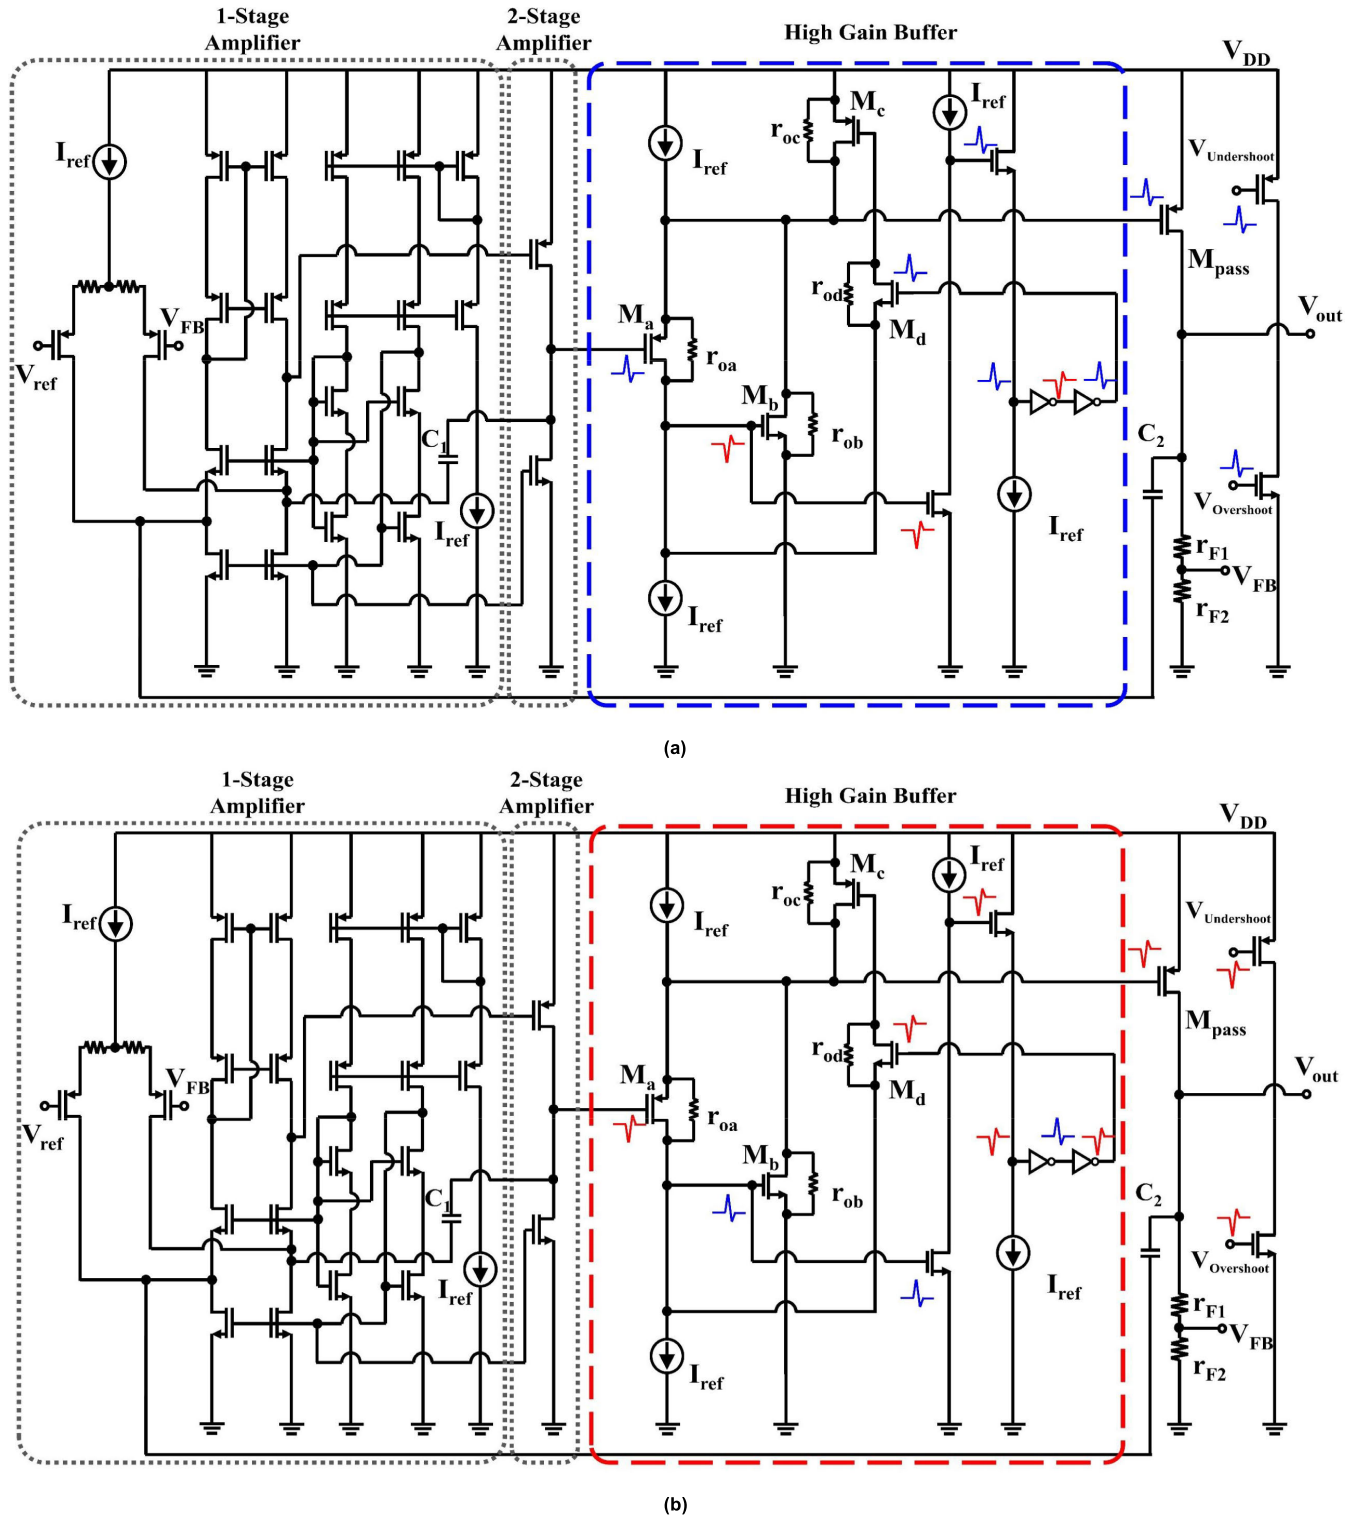 1-Stage
Amplifier
2-Stage
Amplifier
High Gain Buffer
VDD
Iref
Iref
Iref
Mc
roc
VUndershoot
Mpass
VFB
Vref
Ma
roa
rod
Md
Vout
Mb
rob
C1
C2
Iref
Iref
VOvershoot
Iref
rF1
VFB
rF2
(a)
1-Stage
Amplifier
2-Stage
Amplifier
High Gain Buffer
VDD
Iref
Iref
Iref
Mc
roc
VUndershoot
Mpass
VFB
Vref
Ma
roa
rod
Md
Vout
Mb
rob
C1
C2
Iref
Iref
VOvershoot
Iref
rF1
VFB
rF2
(b)